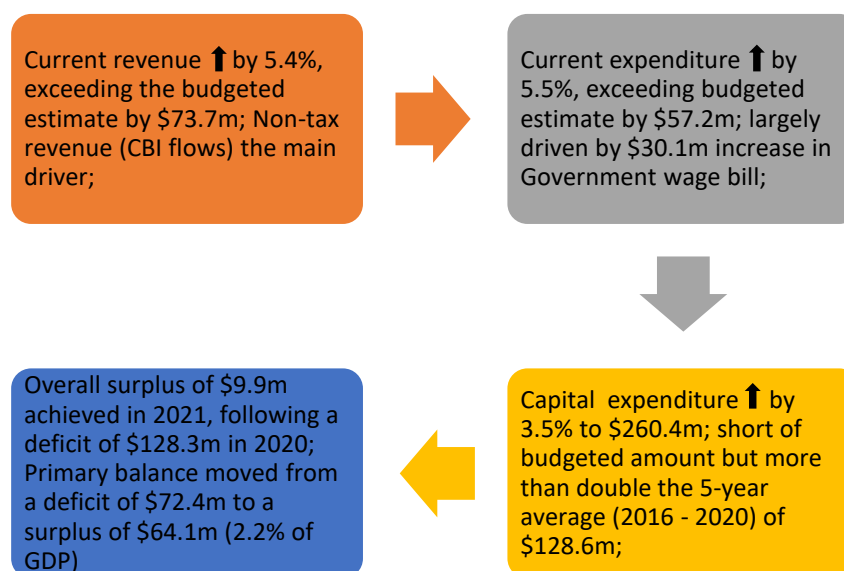 Current revenue ⬆ by 5.4%,
exceeding the budgeted
estimate by $73.7m; Non-tax
revenue (CBI flows) the main
driver;
Current expenditure ⬆ by
5.5%, exceeding budgeted
estimate by $57.2m; largely
driven by $30.1m increase in
Government wage bill;
Capital expenditure ⬆ by
3.5% to $260.4m; short of
budgeted amount but more
than double the 5-year
average (2016 - 2020) of
$128.6m;
Overall surplus of $9.9m
achieved in 2021, following a
deficit of $128.3m in 2020;
Primary balance moved from
a deficit of $72.4m to a
surplus of $64.1m (2.2% of
GDP)